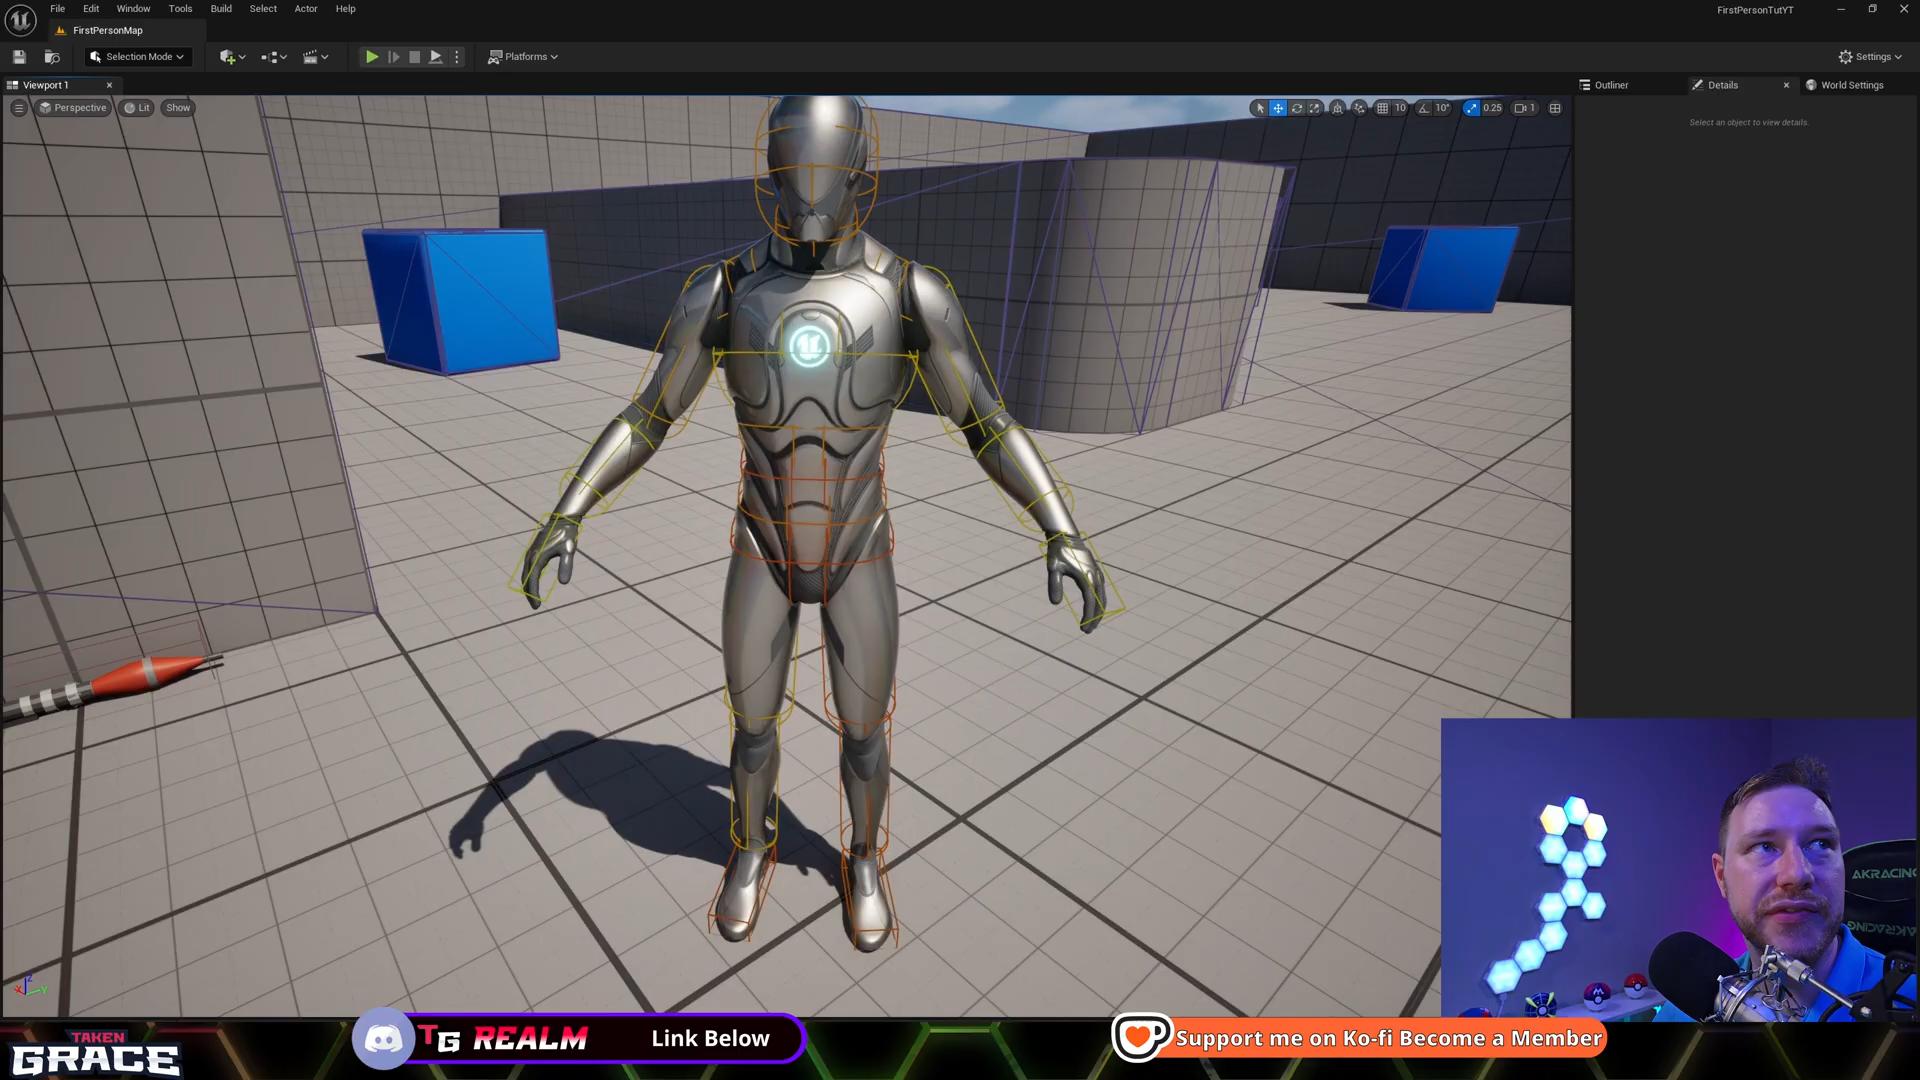 File Edit Window Tools Build Select Actor Help
FirstPersonTutYT
FirstPersonMap
Selection Mode
Platforms
Settings
Viewport 1
Outliner
Details
World Settings
Perspective
Lit
Show
10
10°
0.25
1
Select an object to view details.
AKRACING
AKRACING
Z
X
Y
TAKEN
GRACE
TG REALM
Link Below
Support me on Ko-fi Become a Member